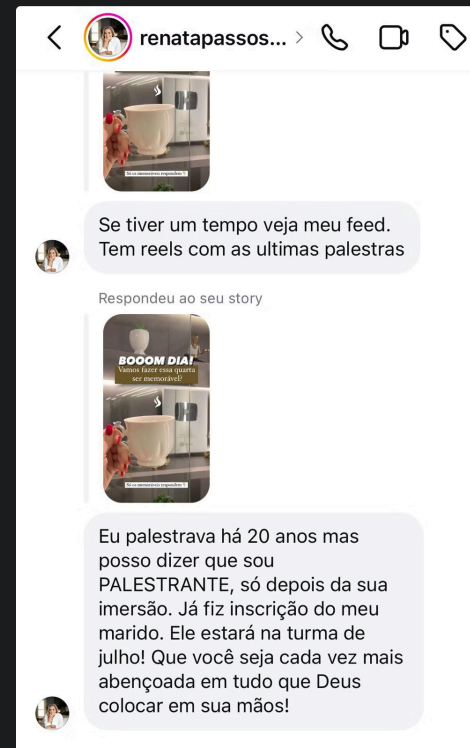 renatapassos...
Só os memoráveis respondem
Se tiver um tempo veja meu feed.
Tem reels com as ultimas palestras
Respondeu ao seu story
BOOOM DIA!
Vamos fazer essa quarta
ser memorável?
Só os memoráveis respondem
Eu palestrava há 20 anos mas
posso dizer que sou
PALESTRANTE, só depois da sua
imersão. Já fiz inscrição do meu
marido. Ele estará na turma de
julho! Que você seja cada vez mais
abençoada em tudo que Deus
colocar em sua mãos!